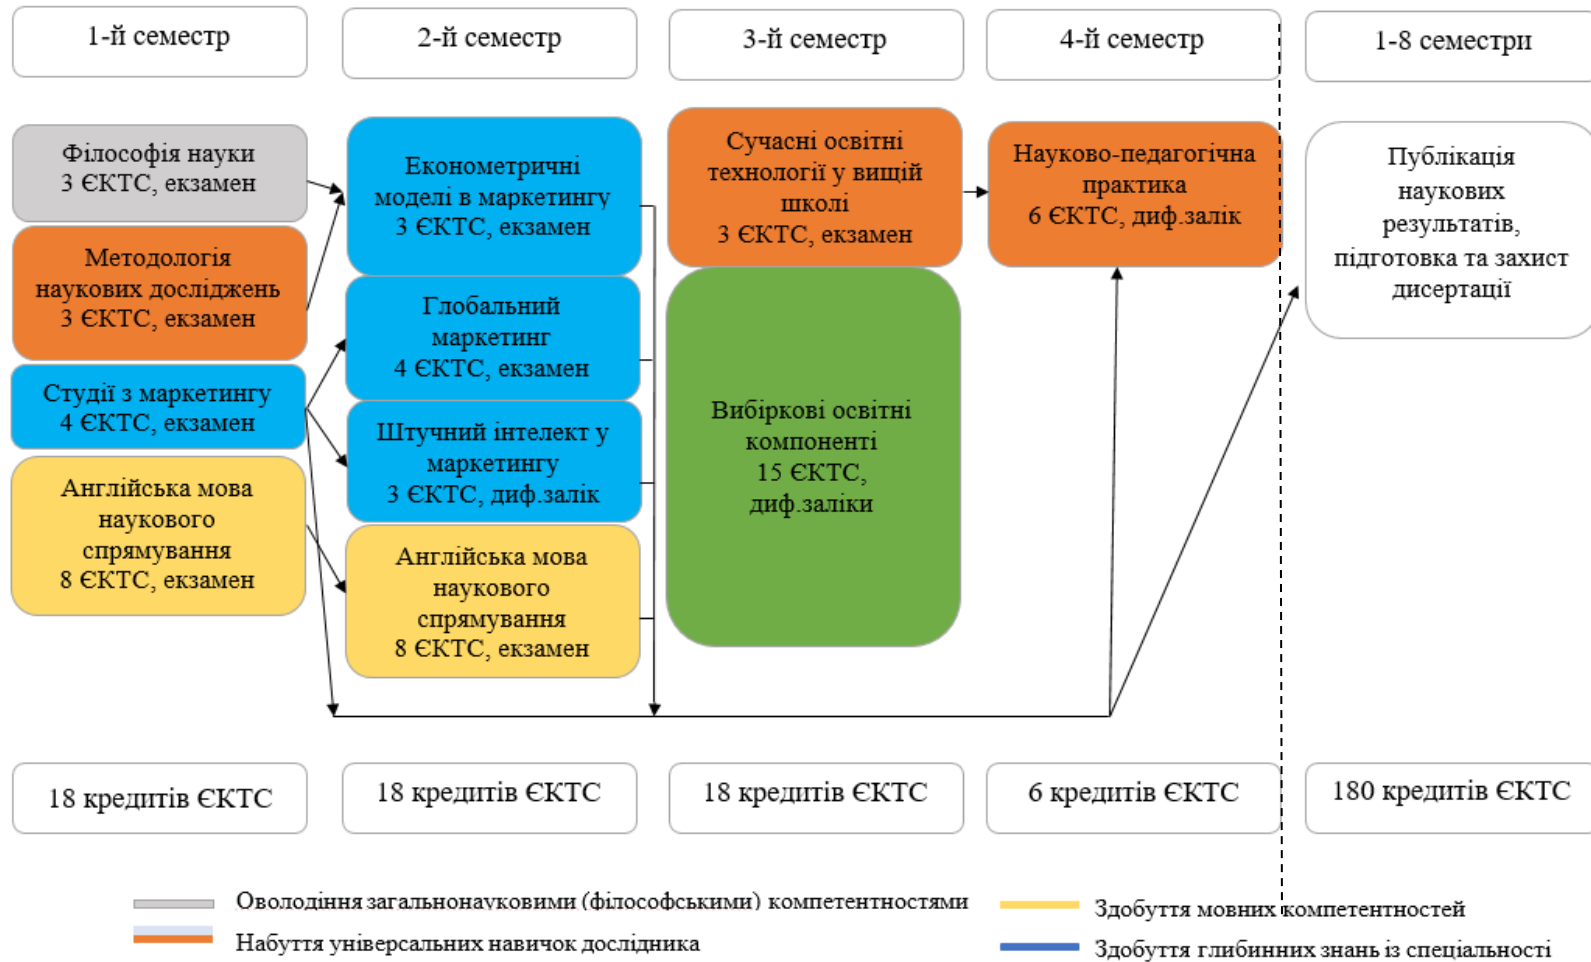 1-й семестр
2-й семестр
3-й семестр
4-й семестр
1-8 семестри
Філософія науки
3 ЄКТС, екзамен
Методологія
наукових досліджень
3 ЄКТС, екзамен
Студії з маркетингу
4 ЄКТС, екзамен
Англійська мова
наукового
спрямування
8 ЄКТС, екзамен
Економетричні
моделі в маркетингу
3 ЄКТС, екзамен
Глобальний
маркетинг
4 ЄКТС, екзамен
Штучний інтелект у
маркетингу
3 ЄКТС, диф.залік
Англійська мова
наукового
спрямування
8 ЄКТС, екзамен
Сучасні освітні
технології у вищій
школі
3 ЄКТС, екзамен
Вибіркові освітні
компоненті
15 ЄКТС,
диф.заліки
Науково-педагогічна
практика
6 ЄКТС, диф.залік
Публікація
наукових
результатів,
підготовка та захист
дисертації
18 кредитів ЄКТС
18 кредитів ЄКТС
18 кредитів ЄКТС
6 кредитів ЄКТС
180 кредитів ЄКТС
Оволодіння загальнонауковими (філософськими) компетентностями
Набуття універсальних навичок дослідника
Здобуття мовних компетентностей
Здобуття глибинних знань із спеціальності